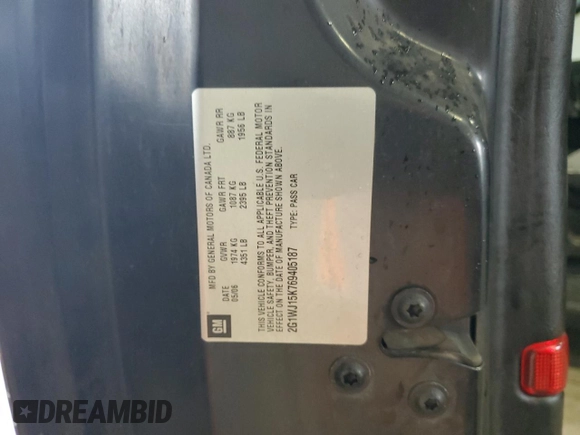 GM
MFD BY GENERAL MOTORS OF CANADA LTD.
DATE GVWR GAWR FRT GAWR RR
05/06 1974 KG 1087 KG 887 KG
4351 LB 2395 LB 1956 LB
THIS VEHICLE CONFORMS TO ALL APPLICABLE U.S. FEDERAL MOTOR
VEHICLE SAFETY, BUMPER, AND THEFT PREVENTION STANDARDS IN
EFFECT ON THE DATE OF MANUFACTURE SHOWN ABOVE.
2G1WJ15K769405187 TYPE: PASS CAR
DREAMBID